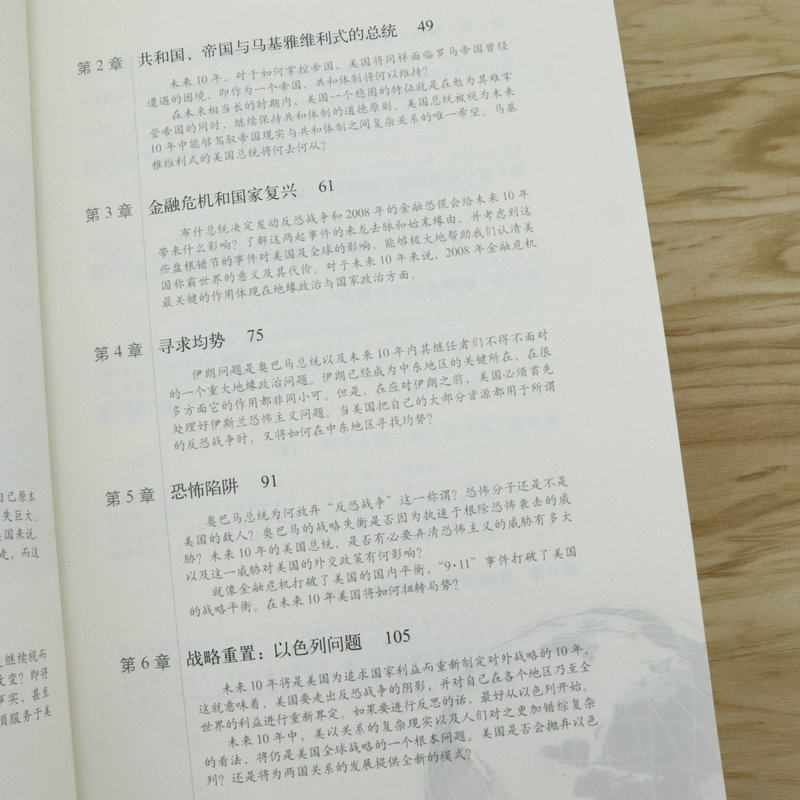 第2章 共和国、帝国与马基雅维利式的总统 49
未来10年，对于如何掌控帝国，美国将同样面临罗马帝国曾经
遭遇的困境，即作为一个帝国，共和体制将何以维持？
在未来相当长的时期内，美国一个稳固的特征就是在勉为其难掌
管帝国的同时，继续保持共和体制的道德原则。美国总统被视为未来
10年中能够驾驭帝国现实与共和体制之间复杂关系的唯一希望。马基
雅维利式的美国总统将何去何从？
第3章 金融危机和国家复兴 61
布什总统决定发动反恐战争和2008年的金融恐慌会给未来10年
带来什么影响？了解这两起事件的来龙去脉和始末缘由，并考虑到这
些盘根错节的事件对美国及全球的影响，能够极大地帮助我们认清美
国称霸世界的意义及其代价。对于未来10年来说，2008年金融危机
最关键的作用体现在地缘政治与国家政治方面。
第4章 寻求均势 75
伊朗问题是奥巴马总统以及未来10年内其继任者们不得不面对
的一个重大地缘政治问题。伊朗已经成为中东地区的关键所在，在很
多方面它的作用都非同小可。但是，在应对伊朗之前，美国必须首先
处理好伊斯兰恐怖主义问题。当美国把自己的大部分资源都用于所谓
的反恐战争时，又将如何在中东地区寻找均势？
第5章 恐怖陷阱 91
奥巴马总统为何放弃“反恐战争”这一称谓？恐怖分子还是不是
美国的敌人？奥巴马的战略失衡是否因为执迷于根除恐怖袭击的威
胁？未来10年的美国总统，是否有必要弄清恐怖主义的威胁有多大
以及这一威胁对美国的外交政策有何影响？
就像金融危机打破了美国的国内平衡，“9·11”事件打破了美国
的战略平衡。在未来10年美国将如何扭转局势？
第6章 战略重置：以色列问题 105
未来10年将是美国为追求国家利益而重新制定对外战略的10年。
这就意味着，美国要走出反恐战争的阴影，并对自己在各个地区乃至全
世界的利益进行重新界定。如果要进行反思的话，最好从以色列开始。
未来10年中，美以关系的复杂现实以及人们对之更加错综复杂
的看法，将仍是美国全球战略的一个根本问题。美国是否会抛弃以色
列？还是将为两国关系的发展提供全新的模式？
自己原本
失巨大、
国来说，
走，而这
继续视而
改变？即将
事实，甚至
项服务于美